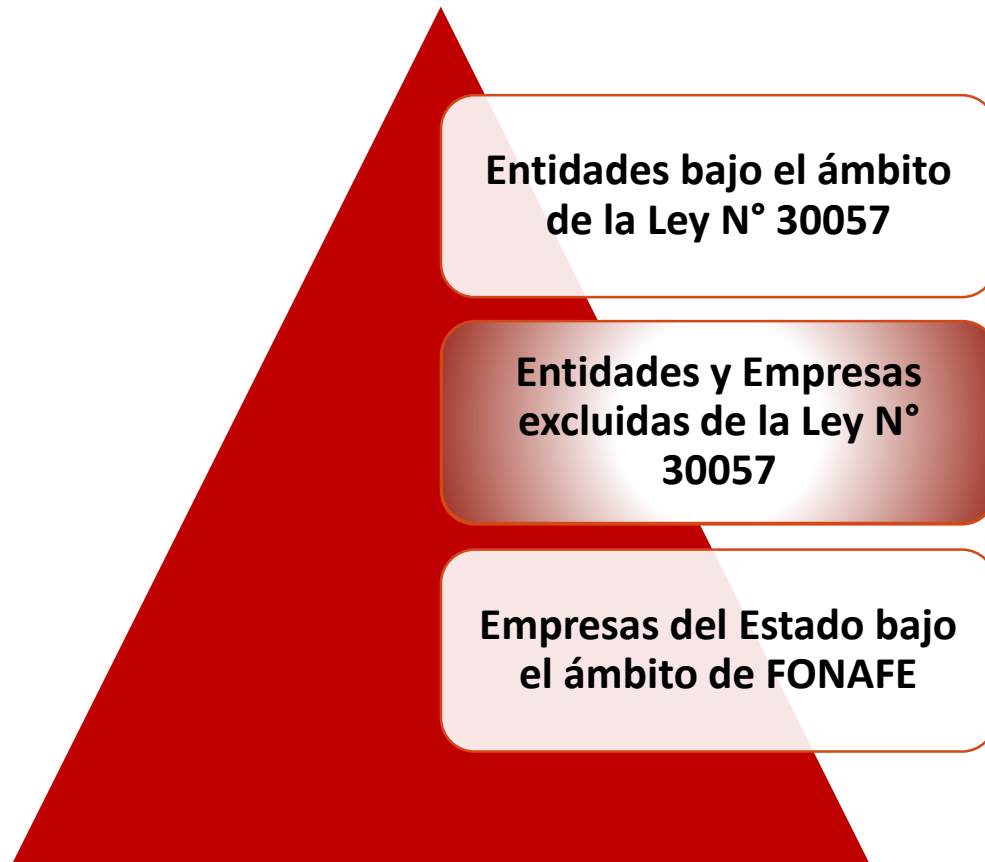 Entidades bajo el ámbito
de la Ley N° 30057
Entidades y Empresas
excluidas de la Ley N°
30057
Empresas del Estado bajo
el ámbito de FONAFE